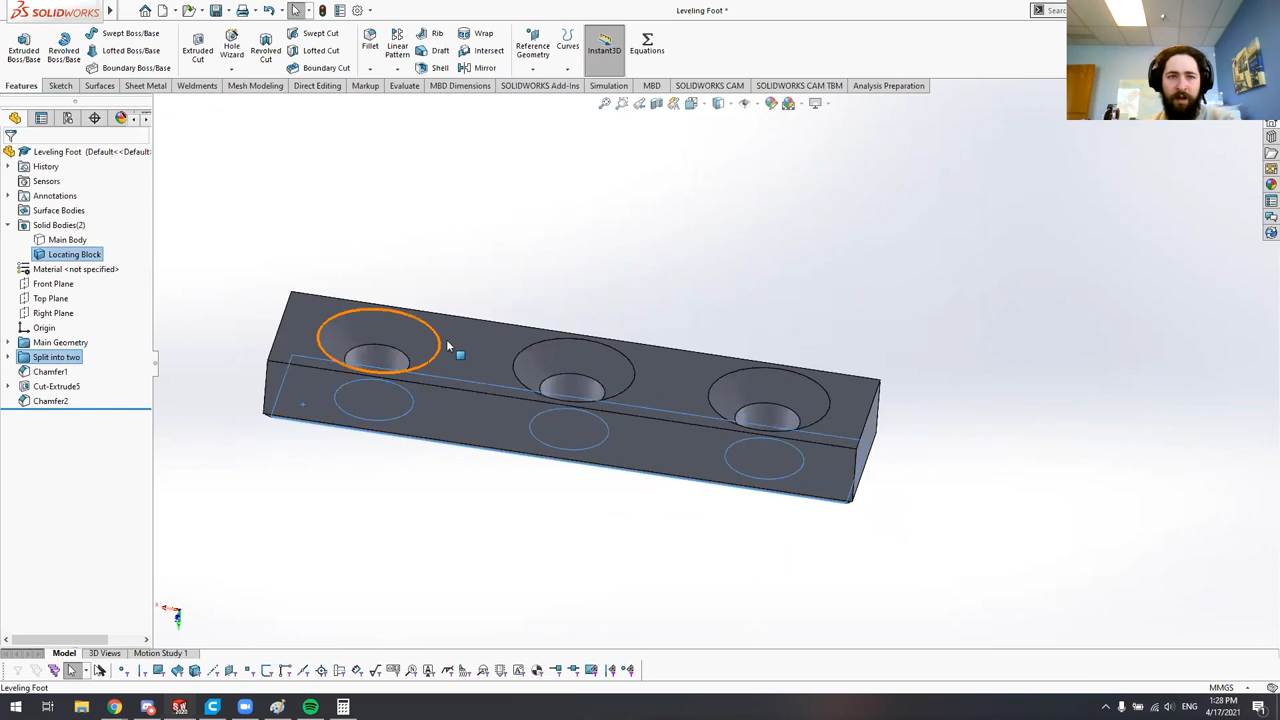 SOLIDWORKS
Leveling Foot *
Sear
Extruded Boss/Base
Revolved Boss/Base
Swept Boss/Base
Lofted Boss/Base
Boundary Boss/Base
Extruded Cut
Hole Wizard
Revolved Cut
Swept Cut
Lofted Cut
Boundary Cut
Fillet
Linear Pattern
Rib
Draft
Shell
Wrap
Intersect
Mirror
Reference Geometry
Curves
Instant3D
Equations
Features
Sketch
Surfaces
Sheet Metal
Weldments
Mesh Modeling
Direct Editing
Markup
Evaluate
MBD Dimensions
SOLIDWORKS Add-Ins
Simulation
MBD
SOLIDWORKS CAM
SOLIDWORKS CAM TBM
Analysis Preparation
Leveling Foot (Default<<Default
History
Sensors
Annotations
Surface Bodies
Solid Bodies(2)
Main Body
Locating Block
Material <not specified>
Front Plane
Top Plane
Right Plane
Origin
Main Geometry
Split into two
Chamfer1
Cut-Extrude5
Chamfer2
Model
3D Views
Motion Study 1
Leveling Foot
MMGS
ENG
1:28 PM
4/17/2021